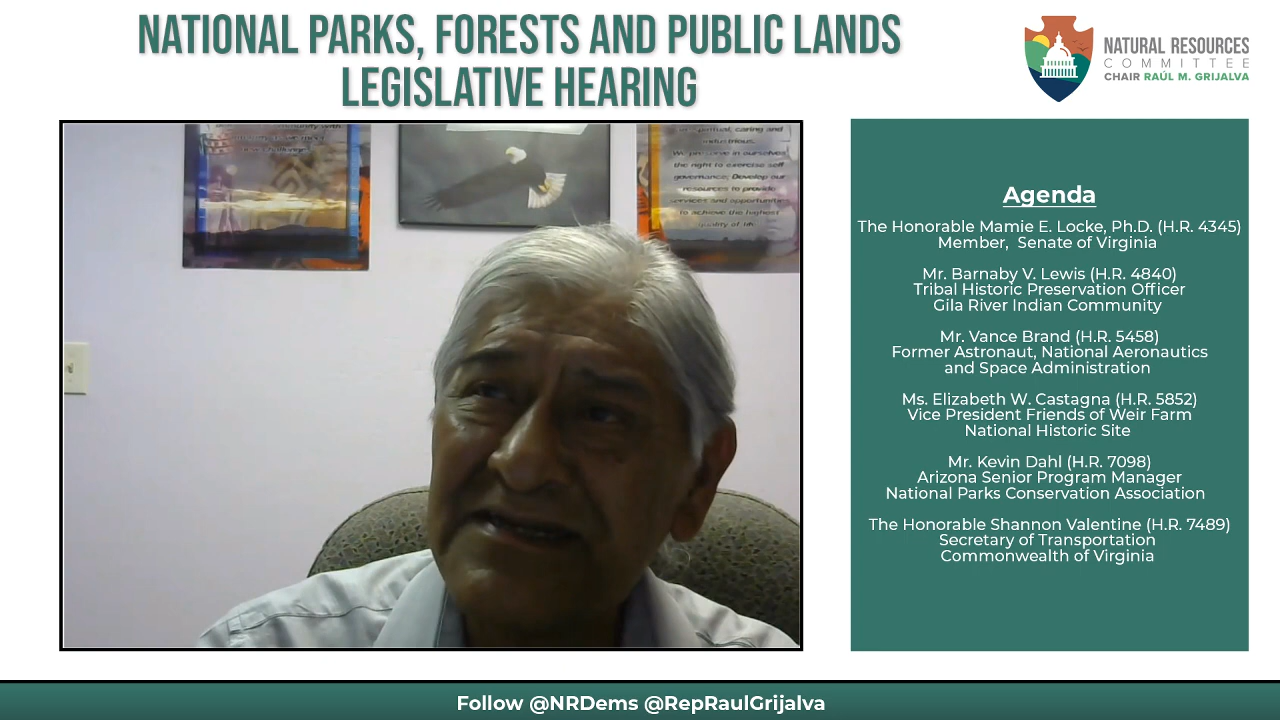 NATIONAL PARKS, FORESTS AND PUBLIC LANDS
LEGISLATIVE HEARING
NATURAL RESOURCES
COMMITTEE
CHAIR RAÚL M. GRIJALVA
spiritual, caring and
industrious.
We preserve in ourselves
the right to exercise self
governance; Develop our
resources to provide
services and opportunities
to achieve the highest
quality of life.
Agenda
The Honorable Mamie E. Locke, Ph.D. (H.R. 4345)
Member, Senate of Virginia
Mr. Barnaby V. Lewis (H.R. 4840)
Tribal Historic Preservation Officer
Gila River Indian Community
Mr. Vance Brand (H.R. 5458)
Former Astronaut, National Aeronautics
and Space Administration
Ms. Elizabeth W. Castagna (H.R. 5852)
Vice President Friends of Weir Farm
National Historic Site
Mr. Kevin Dahl (H.R. 7098)
Arizona Senior Program Manager
National Parks Conservation Association
The Honorable Shannon Valentine (H.R. 7489)
Secretary of Transportation
Commonwealth of Virginia
Follow @NRDems @RepRaulGrijalva